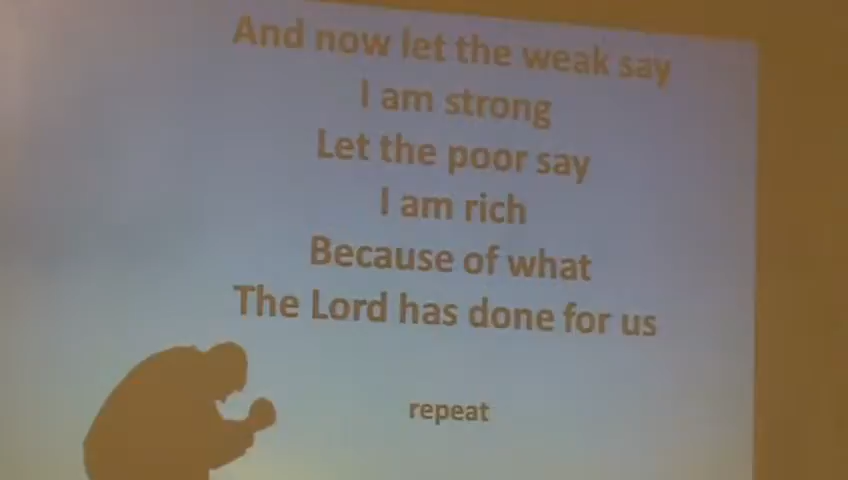 And now let the weak say
I am strong
Let the poor say
I am rich
Because of what
The Lord has done for us
repeat